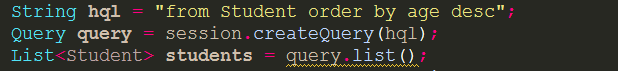 String hql = "from Student order by age desc";
Query query = session.createQuery(hql);
List<Student> students = query.list();